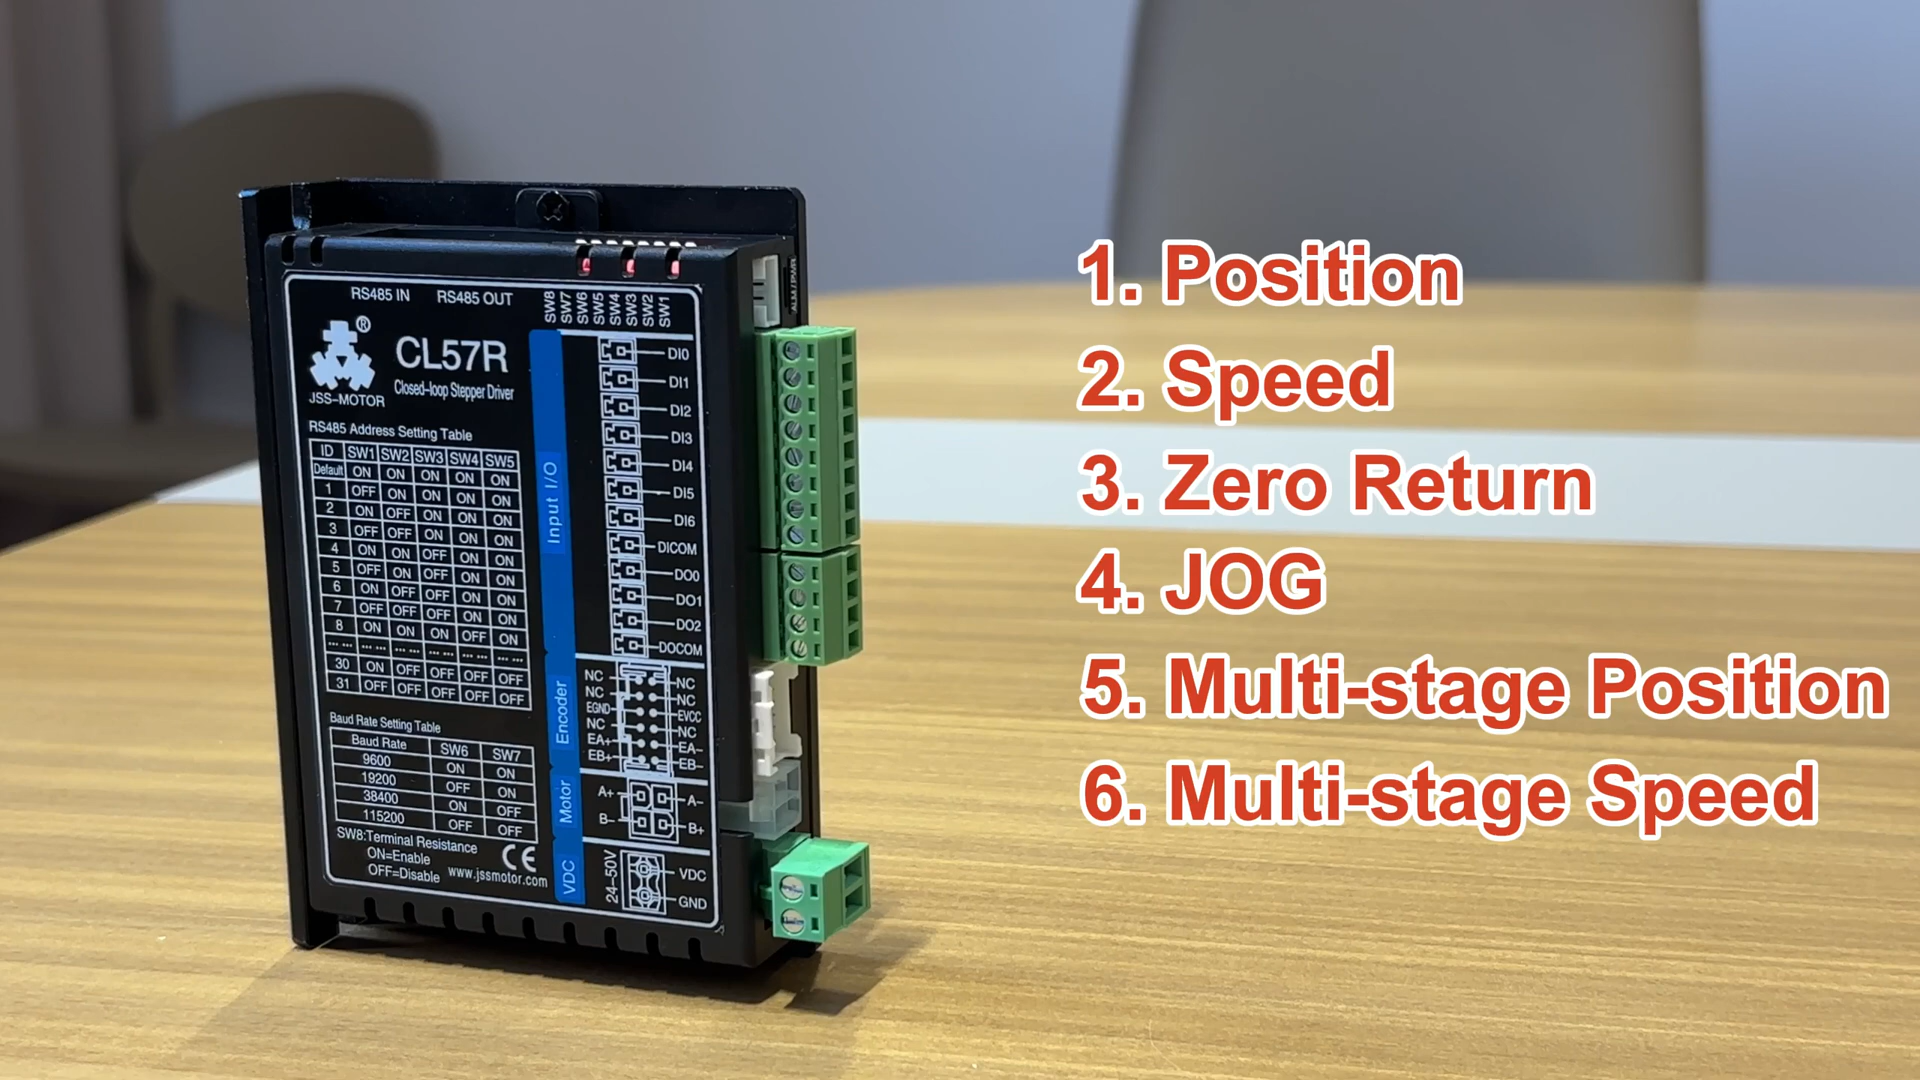 RS485 IN RS485 OUT
SW8 SW7 SW6 SW5 SW4 SW3 SW2 SW1
®
CL57R
JSS-MOTOR
Closed-loop Stepper Driver
RS485 Address Setting Table
ID SW1 SW2 SW3 SW4 SW5
Default ON ON ON ON ON
1 OFF ON ON ON ON
2 ON OFF ON ON ON
3 OFF OFF ON ON ON
4 ON ON OFF ON ON
5 OFF ON OFF ON ON
6 ON OFF OFF ON ON
7 OFF OFF OFF ON ON
8 ON ON ON OFF ON
... ... ... ... ... ... ... ... ... ... ... ...
30 ON OFF OFF OFF OFF
31 OFF OFF OFF OFF OFF
Baud Rate Setting Table
Baud Rate SW6 SW7
9600 ON ON
19200 OFF ON
38400 ON OFF
115200 OFF OFF
SW8:Terminal Resistance
ON=Enable
OFF=Disable
CE
www.jssmotor.com
Input I/O
DI0
DI1
DI2
DI3
DI4
DI5
DI6
DICOM
DO0
DO1
DO2
DOCOM
Encoder
NC NC
NC NC
EGND EVCC
NC NC
EA+ EA-
EB+ EB-
Motor
A+ A-
B- B+
VDC
24-50V
VDC
GND
1. Position
2. Speed
3. Zero Return
4. JOG
5. Multi-stage Position
6. Multi-stage Speed